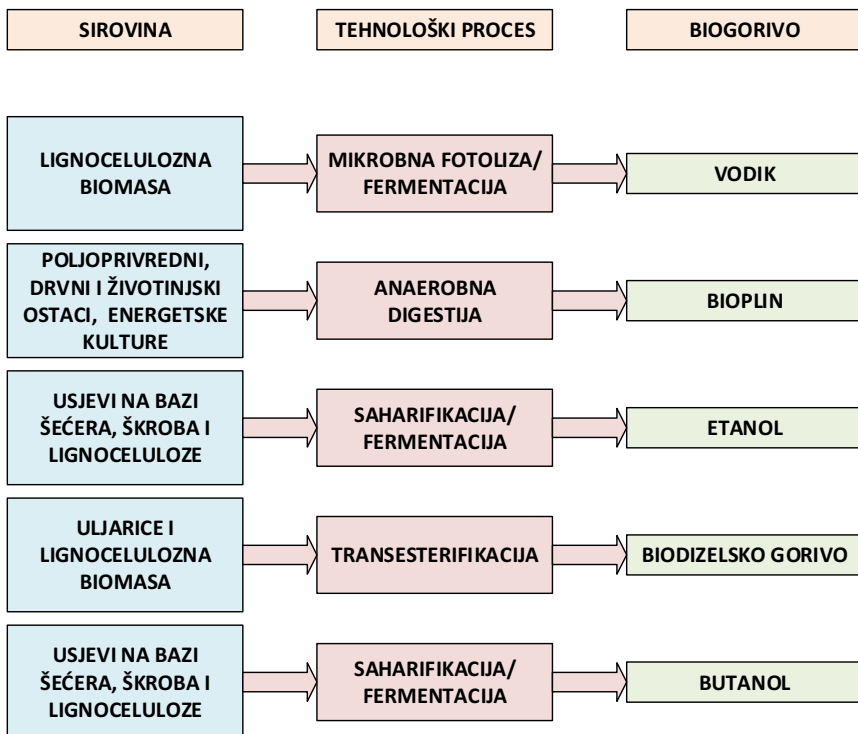 SIROVINA
TEHNOLOŠKI PROCES
BIOGORIVO
LIGNOCELULOZNA
BIOMASA
MIKROBNA FOTOLIZA/
FERMENTACIJA
VODIK
POLJOPRIVREDNI,
DRVNI I ŽIVOTINJSKI
OSTACI, ENERGETSKE
KULTURE
ANAEROBNA
DIGESTIJA
BIOPLIN
USJEVI NA BAZI
ŠEĆERA, ŠKROBA I
LIGNOCELULOZE
SAHARIFIKACIJA/
FERMENTACIJA
ETANOL
ULJARICE I
LIGNOCELULOZNA
BIOMASA
TRANSESTERIFIKACIJA
BIODIZELSKO GORIVO
USJEVI NA BAZI
ŠEĆERA, ŠKROBA I
LIGNOCELULOZE
SAHARIFIKACIJA/
FERMENTACIJA
BUTANOL